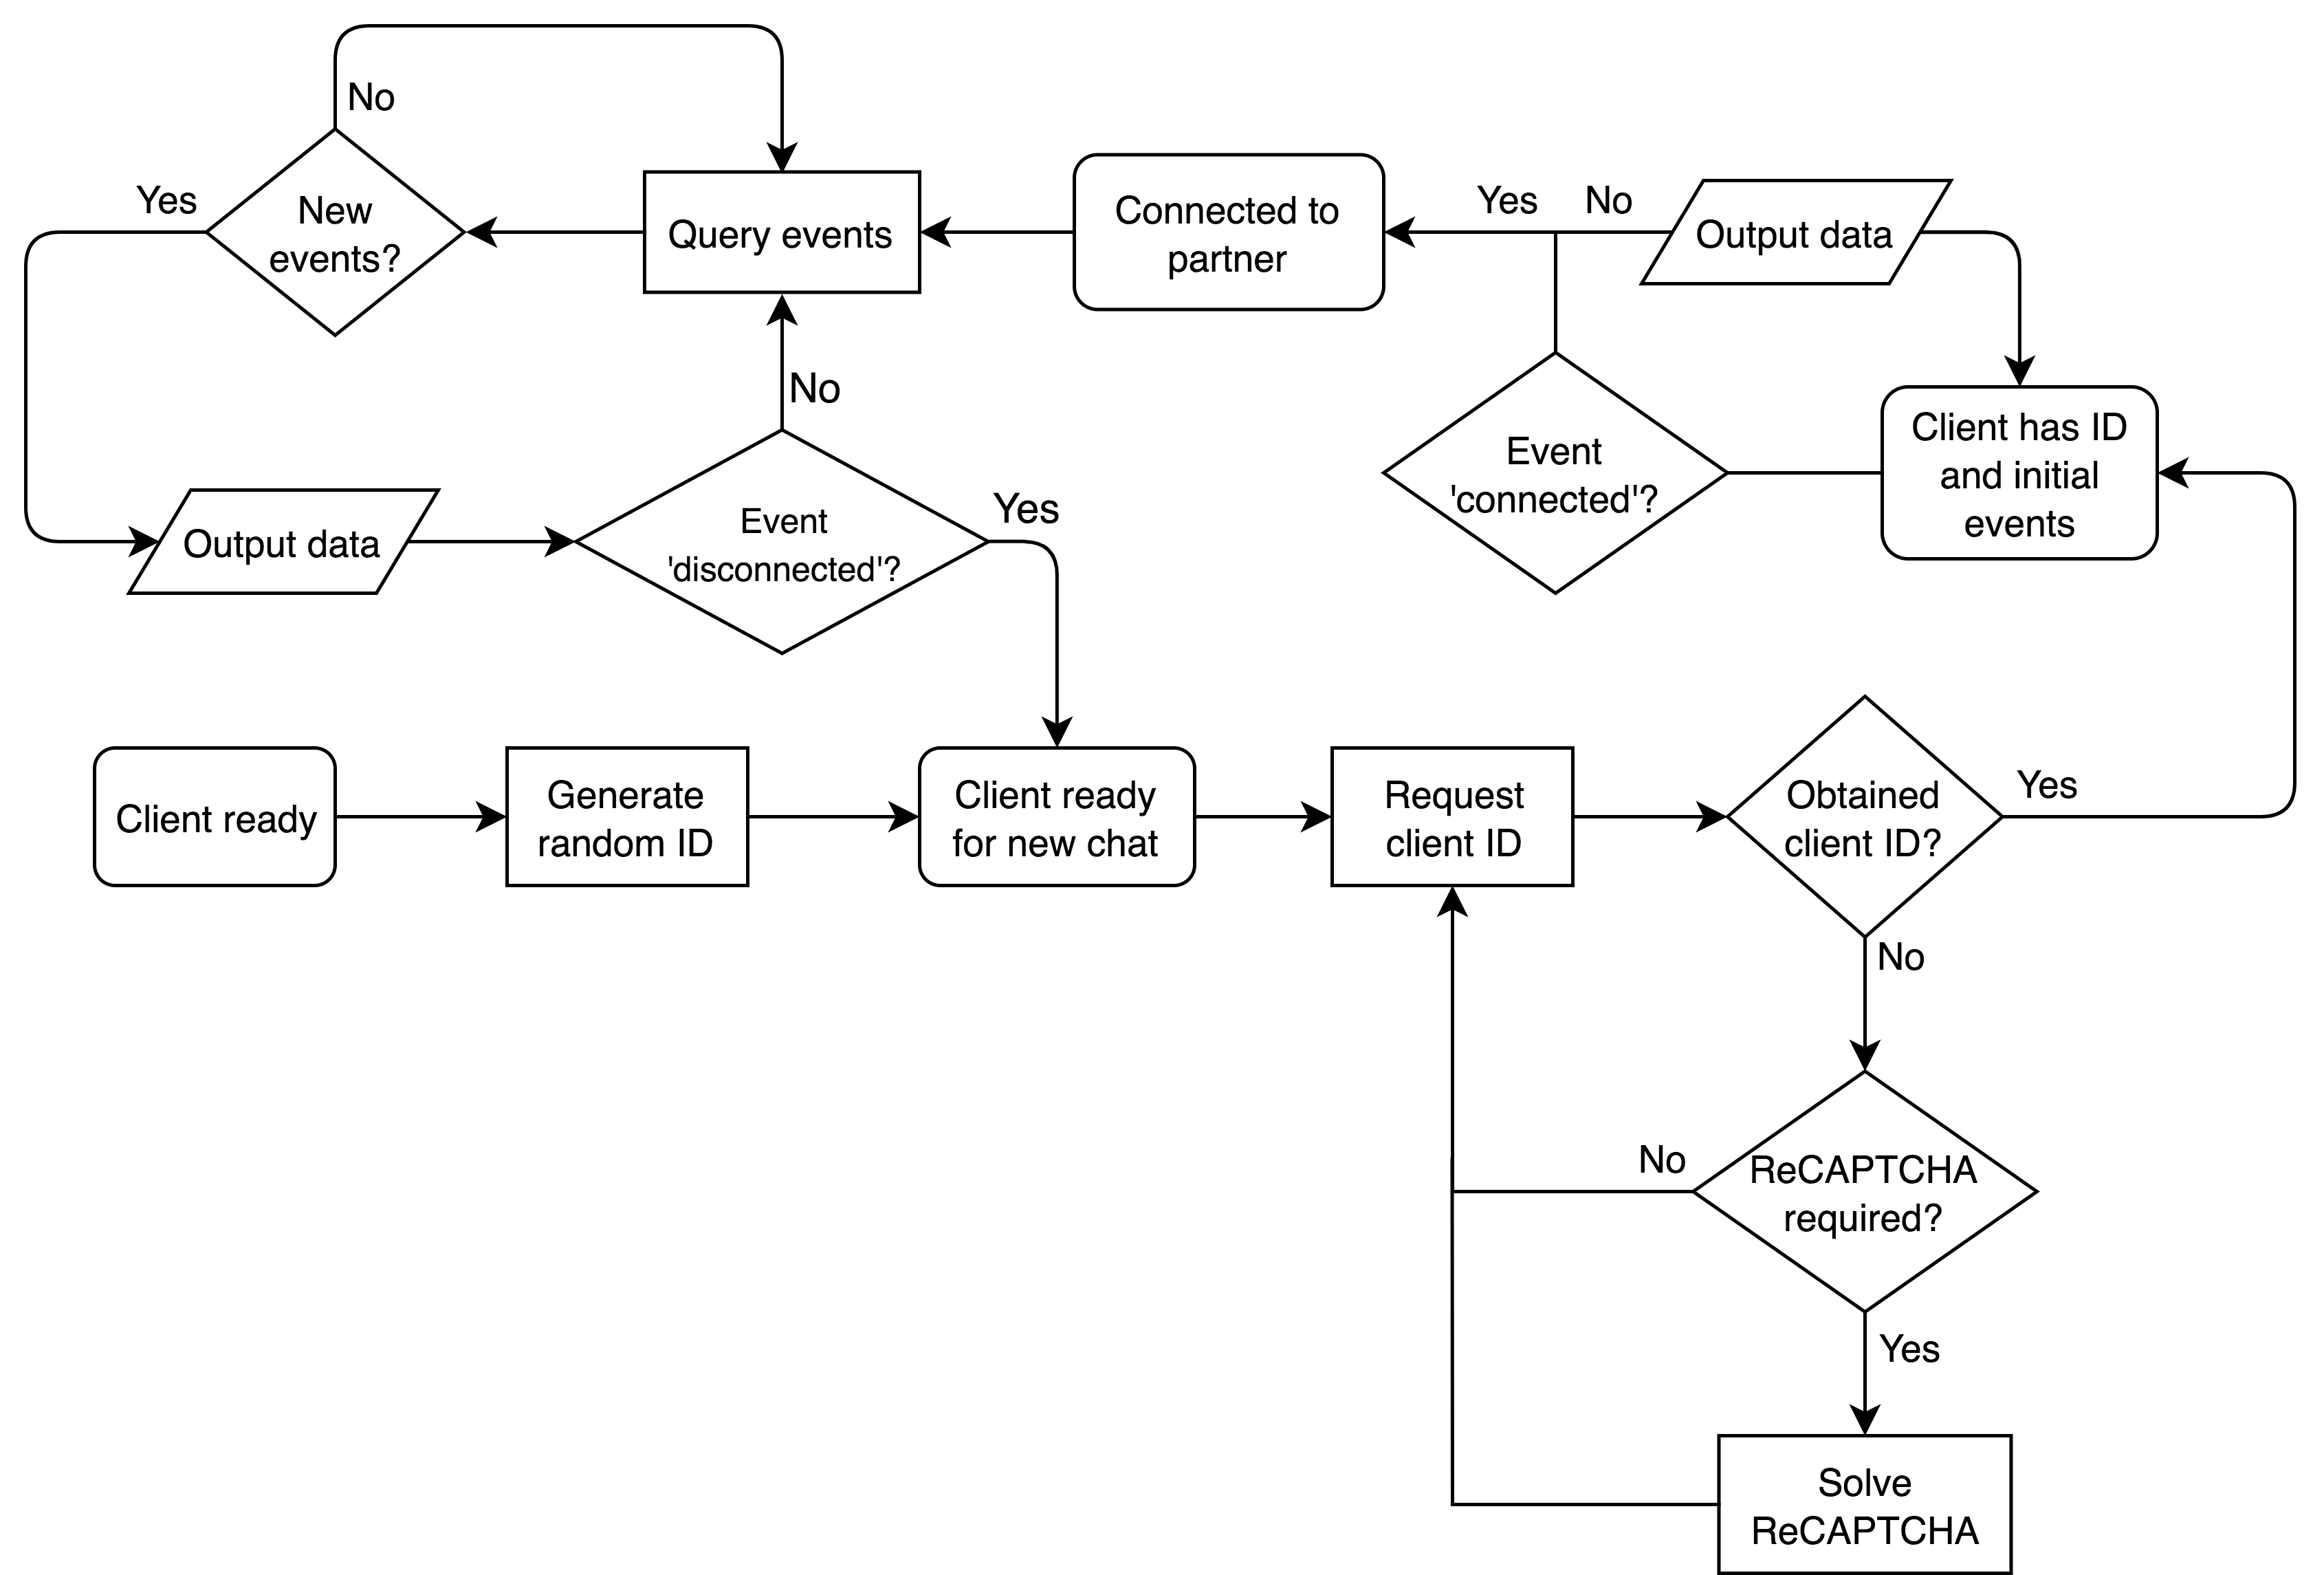 No
Yes
New
events?
Query events
Connected to
partner
Yes
No
Output data
No
Client has ID
and initial
events
Event
'connected'?
Output data
Event
'disconnected'?
Yes
Client ready
Generate
random ID
Client ready
for new chat
Request
client ID
Obtained
client ID?
Yes
No
No
ReCAPTCHA
required?
Yes
Solve
ReCAPTCHA